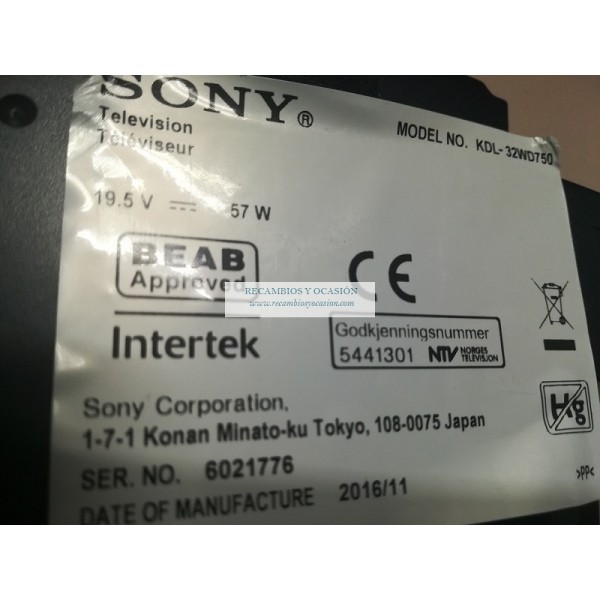 SONY®
Television
Téléviseur
MODEL NO. KDL-32WD750
19.5 V 57 W
BEAB
Approved
CE
RECAMBIOS Y OCASIÓN
www.recambiosyocasion.com
Intertek
Godkjenningsnummer
5441301 NTV NORGES TELEVISJON
Hg
Sony Corporation,
1-7-1 Konan Minato-ku Tokyo, 108-0075 Japan
SER. NO. 6021776
>PP<
DATE OF MANUFACTURE 2016/11